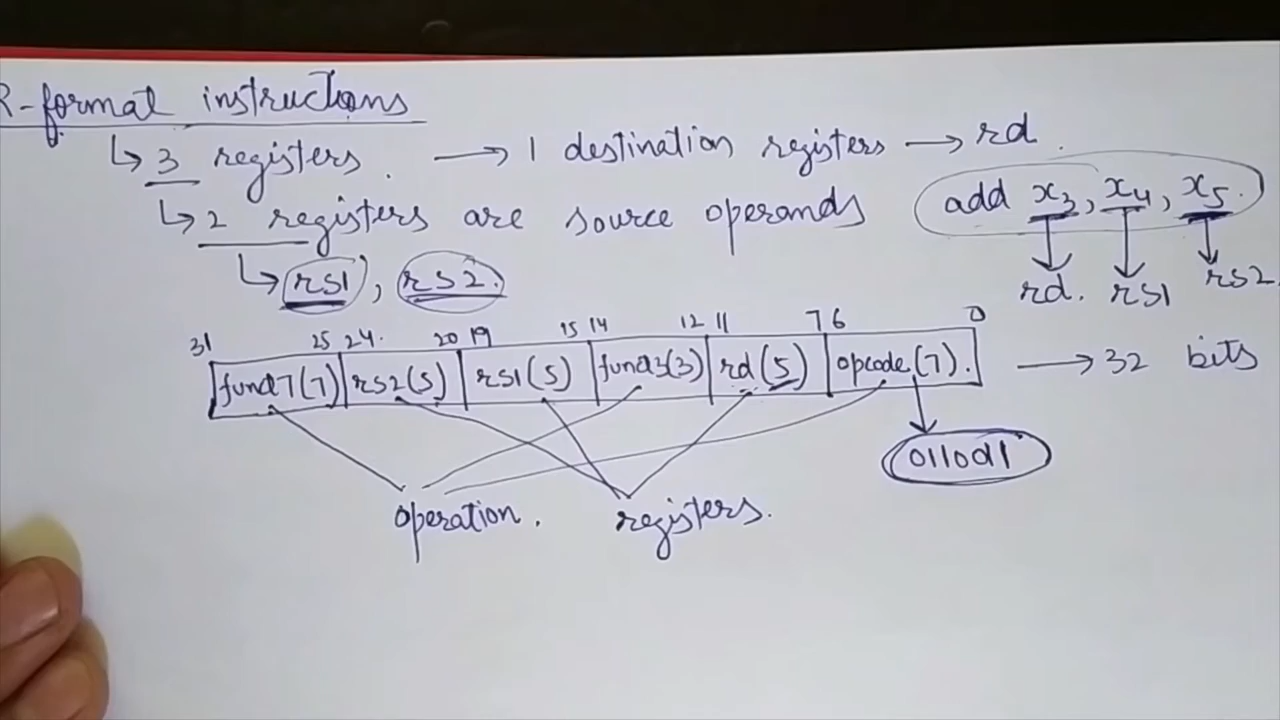 R-format instructions
↳ 3 registers. → 1 destination registers → rd.
↳ 2 registers are source operands
add x3, x4, x5.
↳ rs1, rs2.
rd. rs1 rs2.
31 25 24. 20 19 15 14 12 11 7 6 0
funct7(7) rs2(5) rs1(5) funct3(3) rd(5) opcode(7). → 32 bits
0110011
operation. registers.